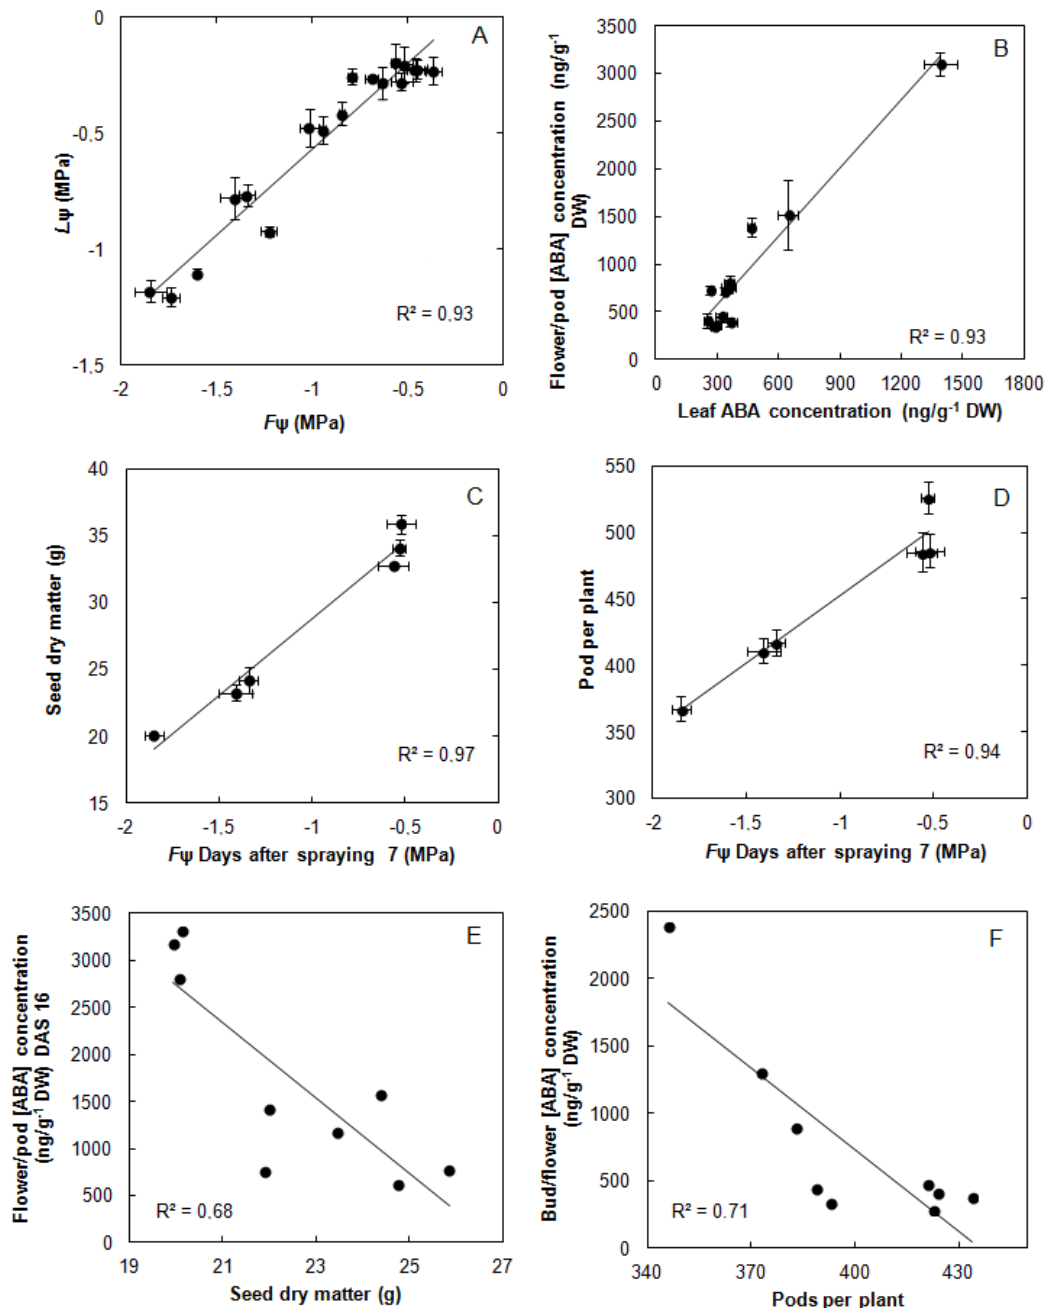 A
0
-0.5
-1
-1.5
Lψ (MPa)
R² = 0.93
-2
-1.5
-1
-0.5
0
Fψ (MPa)
B
3500
3000
2500
2000
1500
1000
500
0
Flower/pod [ABA] concentration (ng/g⁻¹
DW)
R² = 0.93
0
300
600
900
1200
1500
1800
Leaf ABA concentration (ng/g⁻¹ DW)
C
40
35
30
25
20
15
Seed dry matter (g)
R² = 0.97
-2
-1.5
-1
-0.5
0
Fψ Days after spraying 7 (MPa)
D
550
500
450
400
350
300
Pod per plant
R² = 0.94
-2
-1.5
-1
-0.5
0
Fψ Days after spraying 7 (MPa)
E
3500
3000
2500
2000
1500
1000
500
0
Flower/pod [ABA] concentration
(ng/g⁻¹ DW) DAS 16
R² = 0.68
19
21
23
25
27
Seed dry matter (g)
F
2500
2000
1500
1000
500
0
Bud/flower [ABA] concentration
(ng/g⁻¹ DW)
R² = 0.71
340
370
400
430
Pods per plant